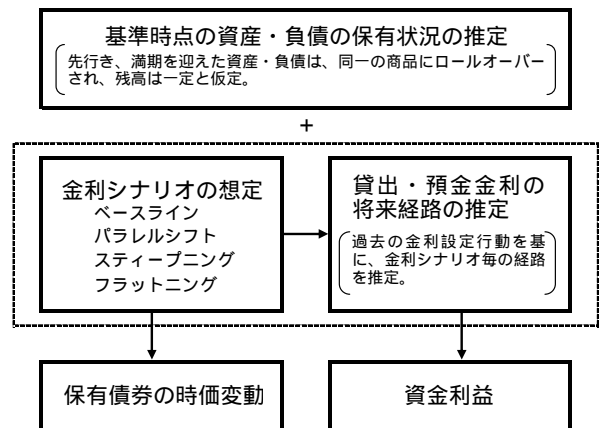 基準時点の資産・負債の保有状況の推定
先行き、満期を迎えた資産・負債は、同一の商品にロールオーバー
され、残高は一定と仮定。
+
金利シナリオの想定
ベースライン
パラレルシフト
スティープニング
フラットニング
貸出・預金金利の
将来経路の推定
過去の金利設定行動を基
に、金利シナリオ毎の経路
を推定。
保有債券の時価変動
資金利益